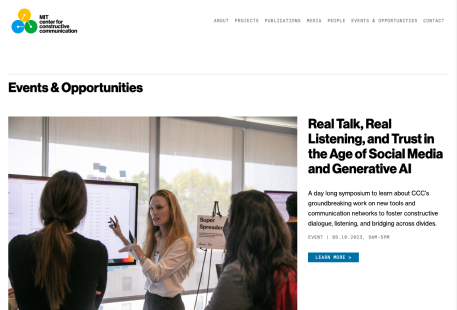 MIT
center for
constructive
communication
ABOUT PROJECTS PUBLICATIONS MEDIA PEOPLE EVENTS & OPPORTUNITIES CONTACT
Events & Opportunities
Real Talk, Real
Listening, and Trust in
the Age of Social Media
and Generative AI
A day long symposium to learn about CCC's
groundbreaking work on new tools and
communication networks to foster constructive
dialogue, listening, and bridging across divides.
EVENT | 05.10.2023, 9AM-5PM
LEARN MORE >
Super
Spreader